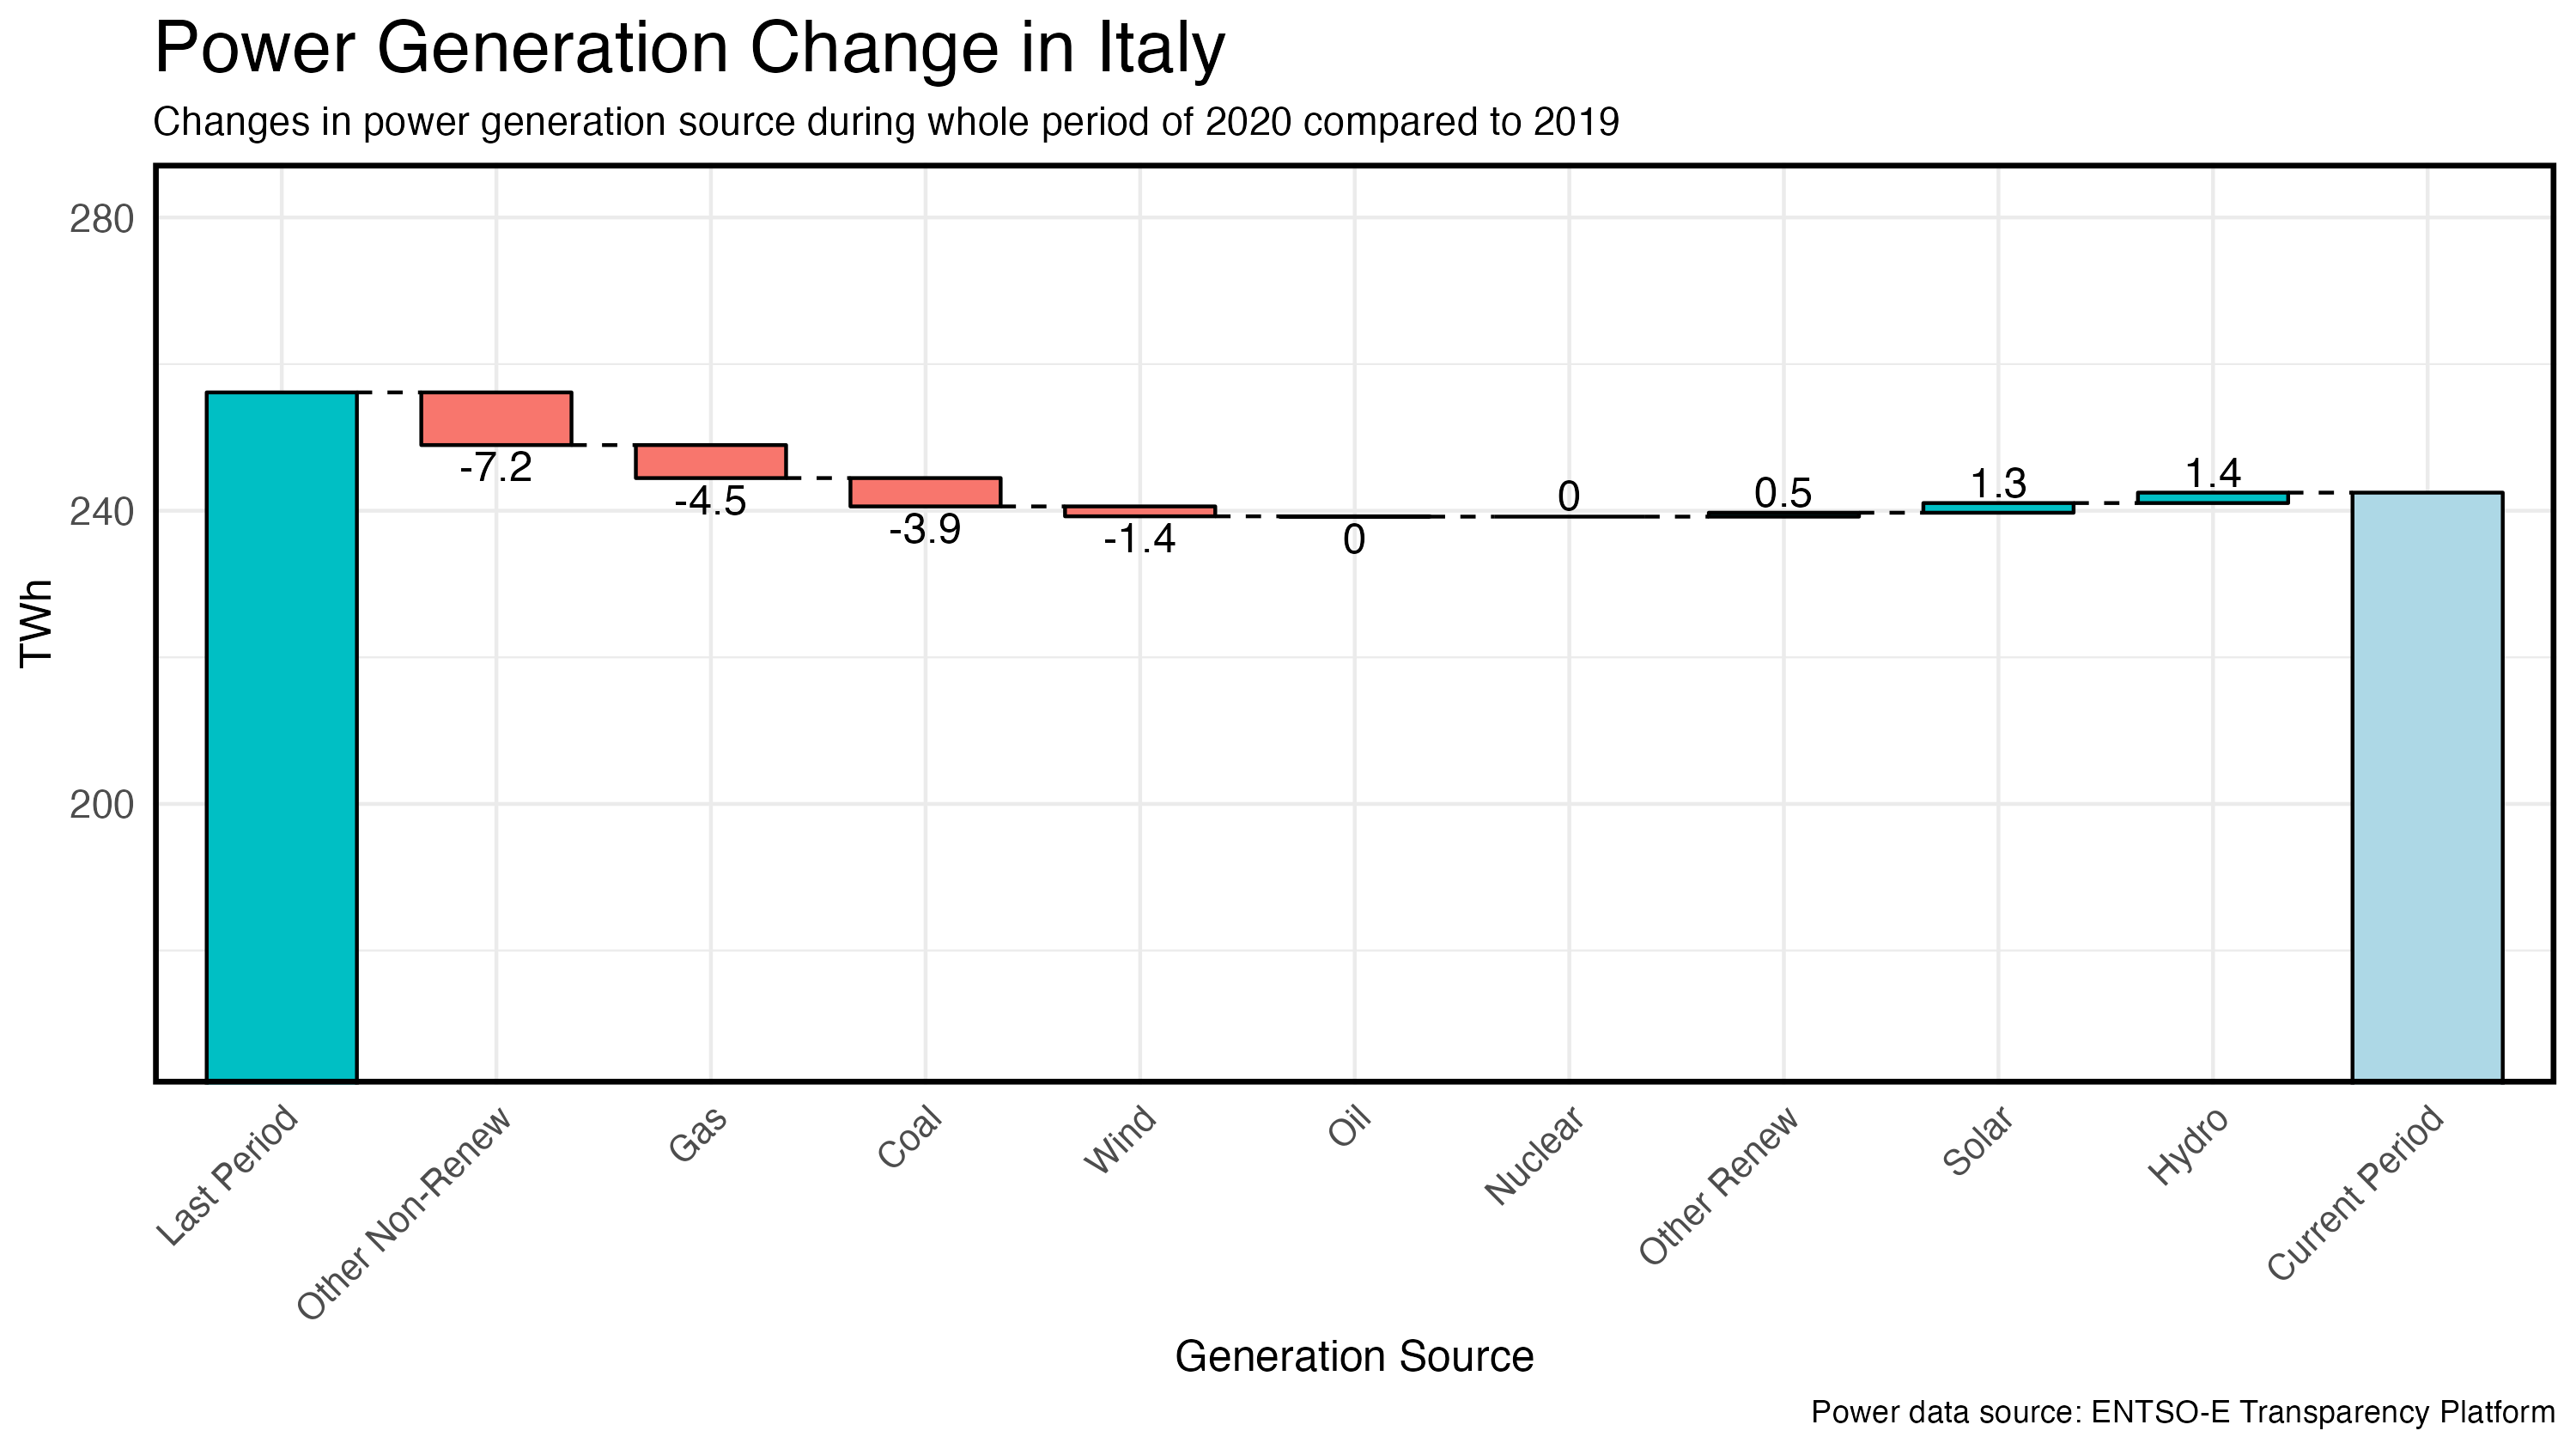 Power Generation Change in Italy
Changes in power generation source during whole period of 2020 compared to 2019
TWh
280
240
200
-7.2
-4.5
-3.9
-1.4
0
0
0.5
1.3
1.4
Last Period
Other Non-Renew
Gas
Coal
Wind
Oil
Nuclear
Other Renew
Solar
Hydro
Current Period
Generation Source
Power data source: ENTSO-E Transparency Platform